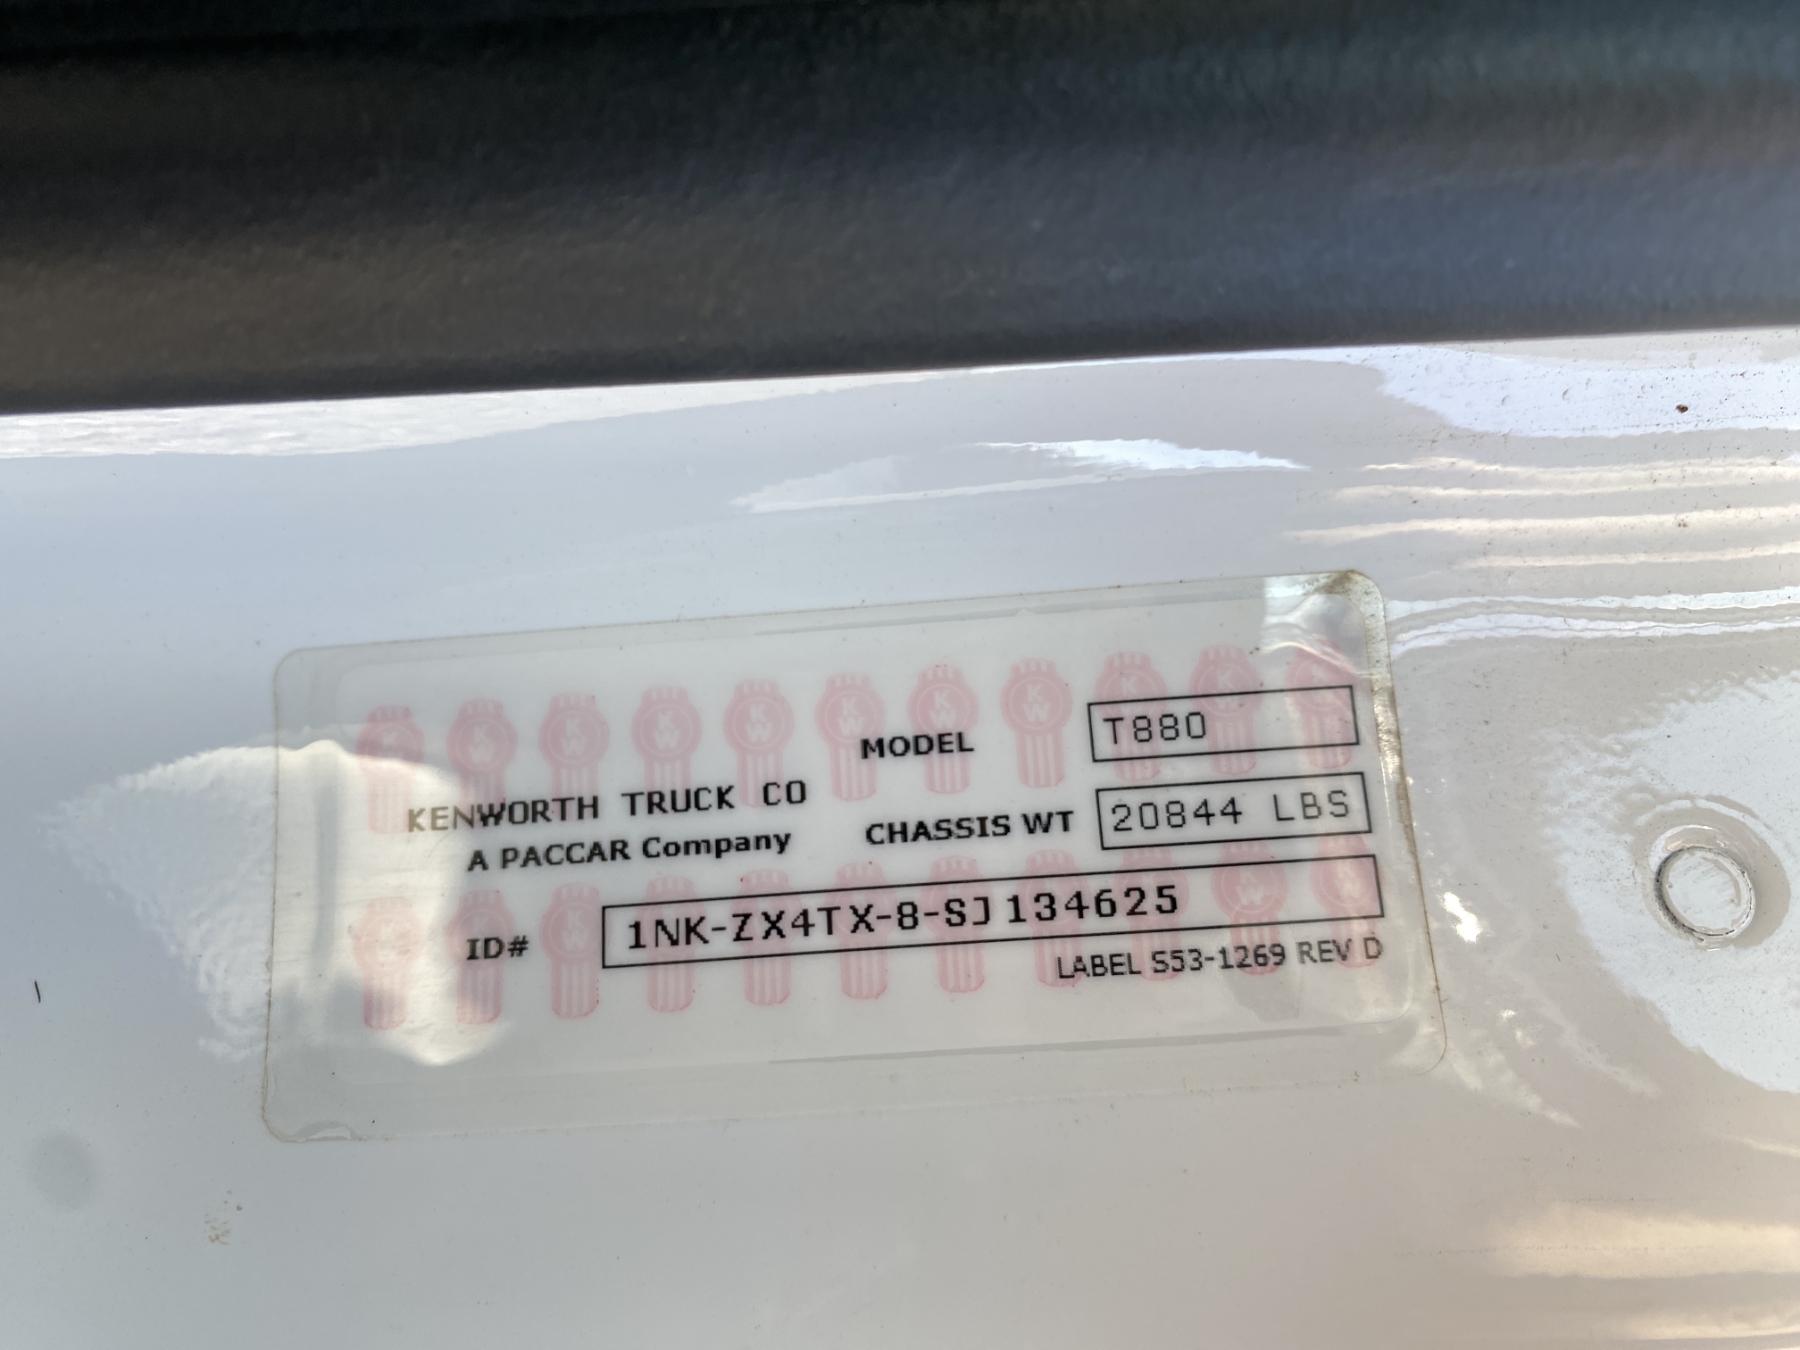 MODEL T880
KENWORTH TRUCK CO
CHASSIS WT 20844 LBS
A PACCAR Company
ID# 1NK-ZX4TX-8-SJ134625
LABEL S53-1269 REV D